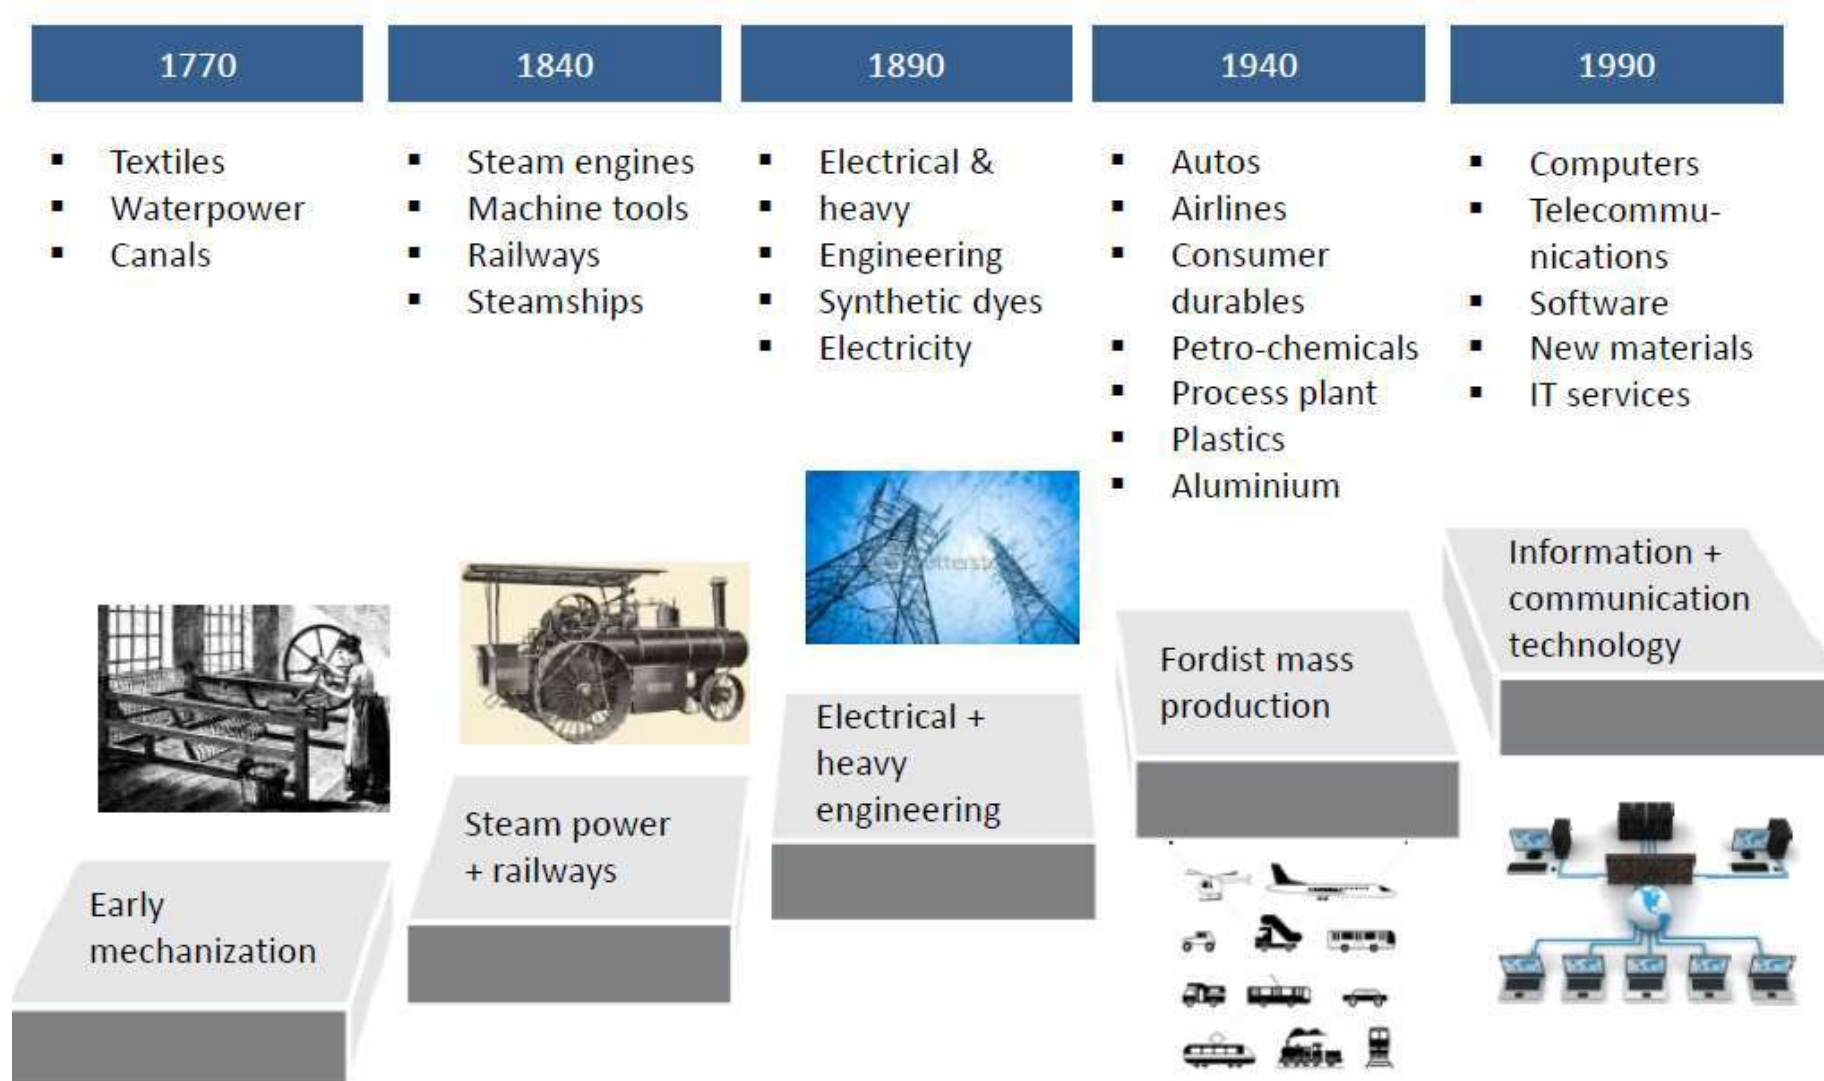 1770
Textiles
Waterpower
Canals
Early
mechanization
1840
Steam engines
Machine tools
Railways
Steamships
Steam power
+ railways
1890
Electrical &
heavy
Engineering
Synthetic dyes
Electricity
Electrical +
heavy
engineering
1940
Autos
Airlines
Consumer
durables
Petro-chemicals
Process plant
Plastics
Aluminium
Fordist mass
production
1990
Computers
Telecommu-
nications
Software
New materials
IT services
Information +
communication
technology